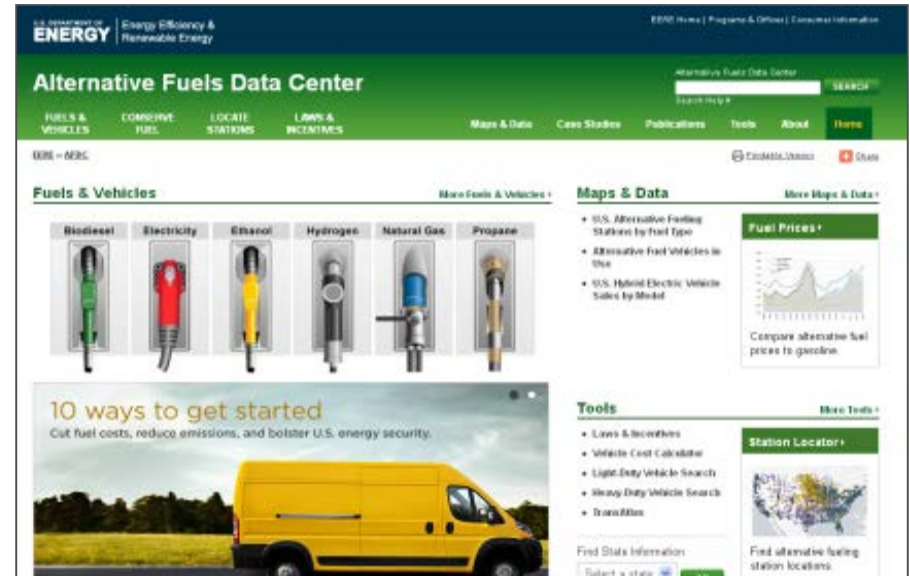 U.S. DEPARTMENT OF
ENERGY
Energy Efficiency &
Renewable Energy
EERE Home | Programs & Offices | Consumer Information
Alternative Fuels Data Center
Alternative Fuels Data Center
SEARCH
Search Help
FUELS & VEHICLES
CONSERVE FUEL
LOCATE STATIONS
LAWS & INCENTIVES
Maps & Data
Case Studies
Publications
Tools
About
Home
EERE » AFDC
Printable Version
Share
Fuels & Vehicles
More Fuels & Vehicles
Biodiesel
Electricity
Ethanol
Hydrogen
Natural Gas
Propane
10 ways to get started
Cut fuel costs, reduce emissions, and bolster U.S. energy security.
Maps & Data
More Maps & Data
U.S. Alternative Fueling
Stations by Fuel Type
Alternative Fuel Vehicles in
Use
U.S. Hybrid Electric Vehicle
Sales by Model
Fuel Prices
Compare alternative fuel
prices to gasoline.
Tools
More Tools
Laws & Incentives
Vehicle Cost Calculator
Light-Duty Vehicle Search
Heavy-Duty Vehicle Search
TransAtlas
Find State Information
Select a state
Station Locator
Find alternative fueling
station locations.